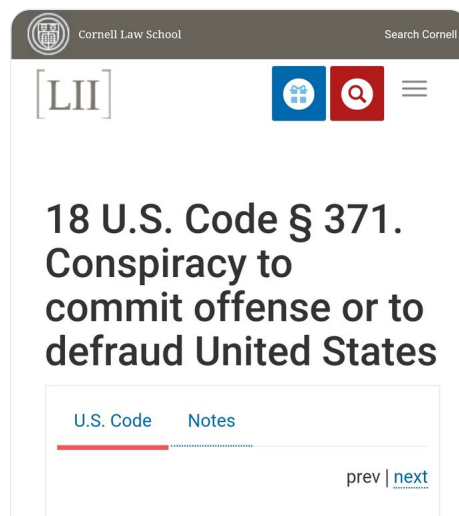 Cornell Law School
Search Cornell
LII
18 U.S. Code § 371.
Conspiracy to
commit offense or to
defraud United States
U.S. Code Notes
prev | next